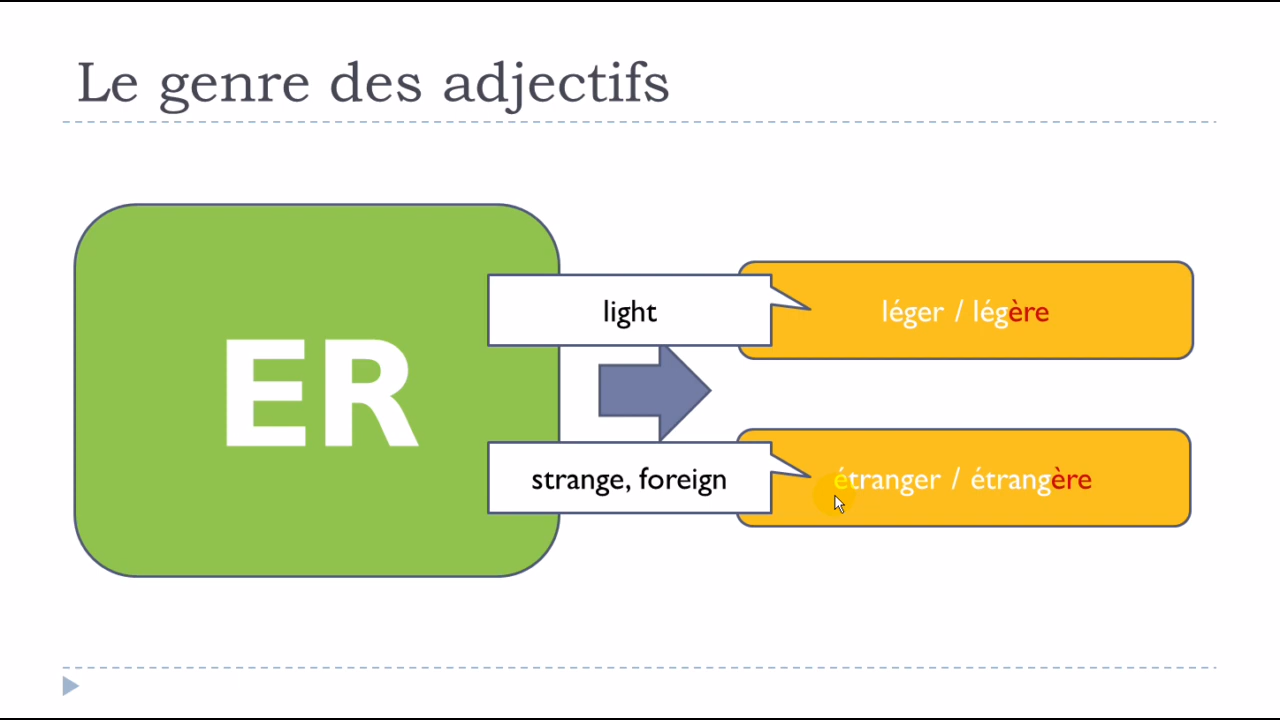 Le genre des adjectifs
ER
light
léger / légère
strange, foreign
étranger / étrangère